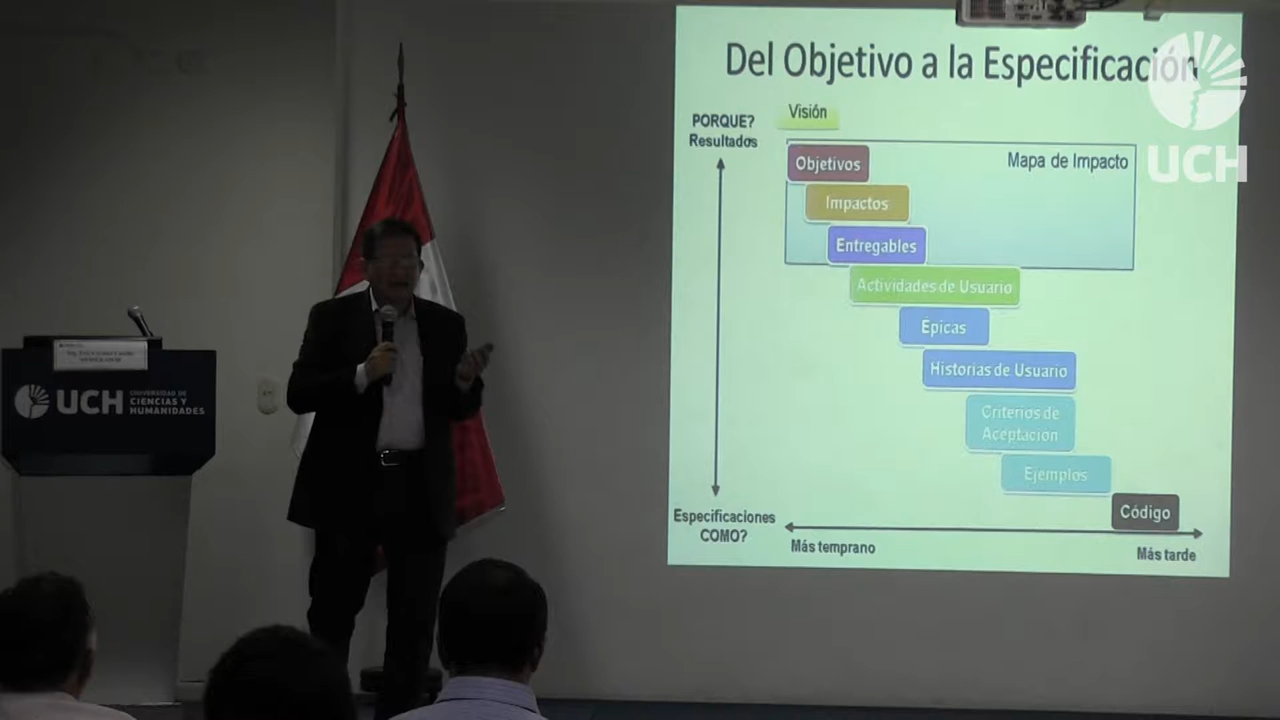 Del Objetivo a la Especificación
UCH
PORQUE?
Resultados
Visión
Objetivos
Mapa de Impacto
Impactos
Entregables
Actividades de Usuario
Épicas
Historias de Usuario
Criterios de
Aceptación
Ejemplos
Código
Especificaciones
COMO?
Más temprano
Más tarde
UCH
UNIVERSIDAD DE
CIENCIAS Y
HUMANIDADES